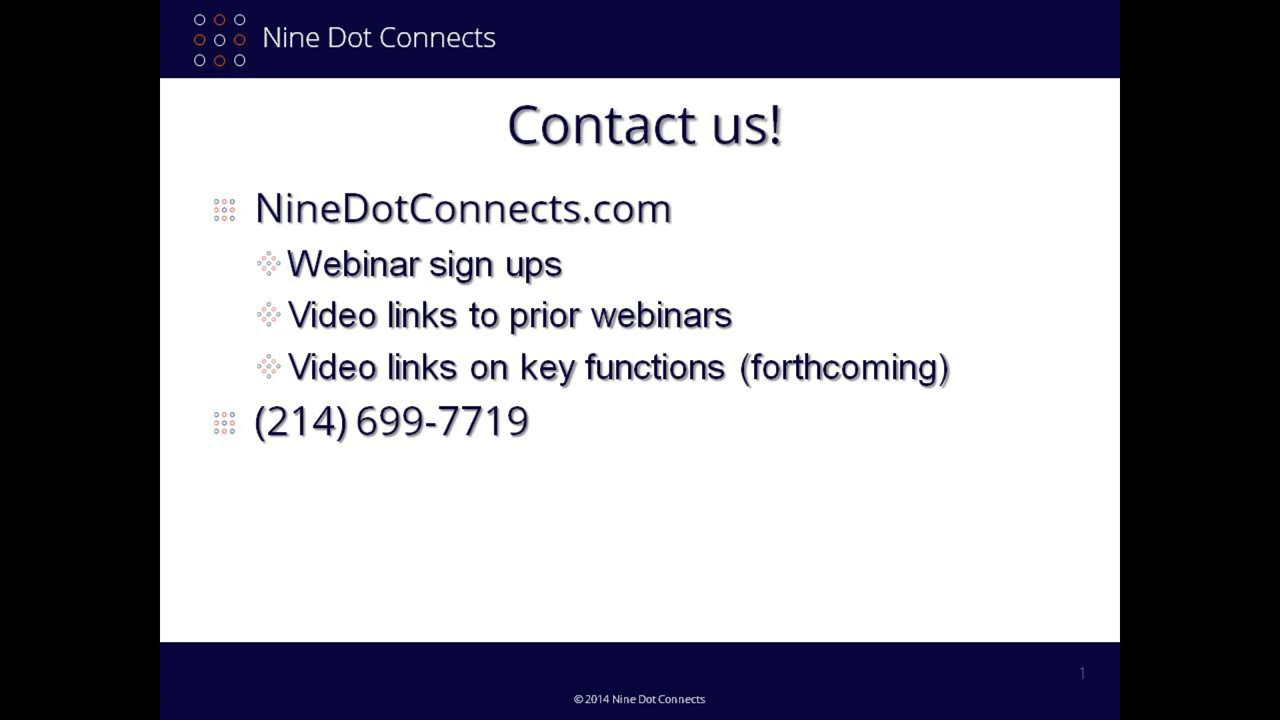 Nine Dot Connects
Contact us!
NineDotConnects.com
Webinar sign ups
Video links to prior webinars
Video links on key functions (forthcoming)
(214) 699-7719
1
© 2014 Nine Dot Connects